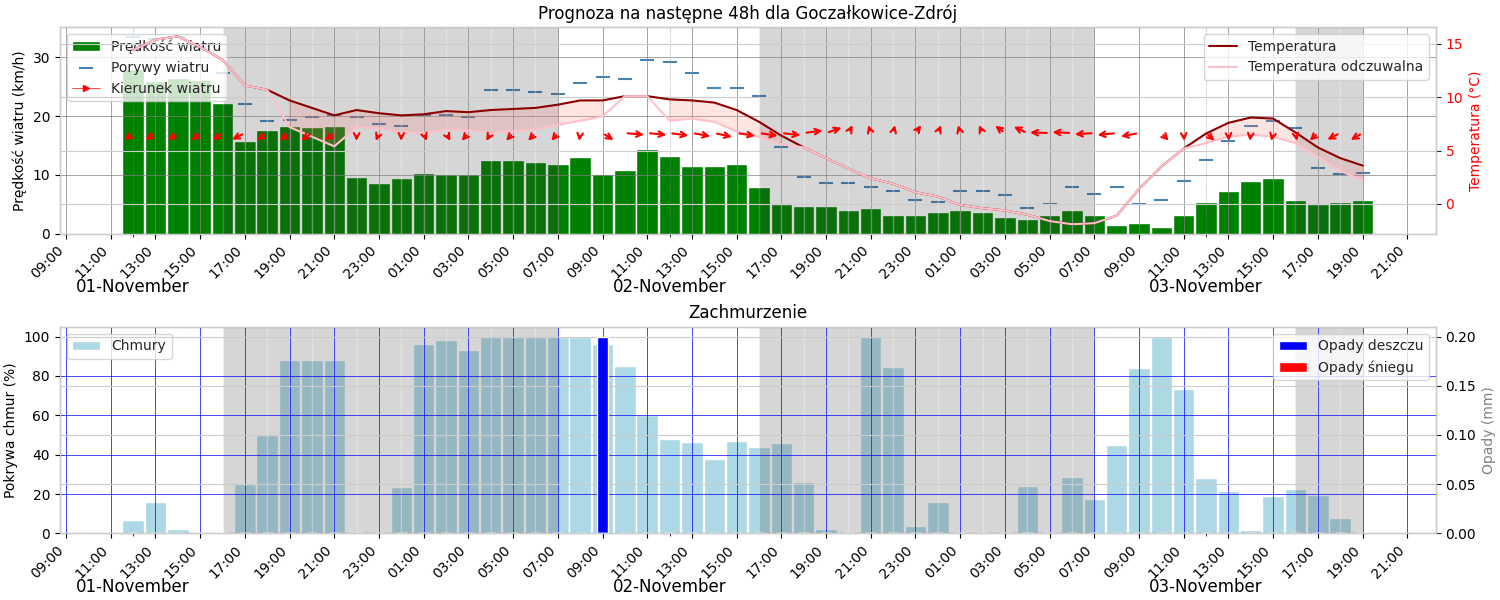 Prognoza na następne 48h dla Goczałkowice-Zdrój
Prędkość wiatru (km/h)
30
20
10
0
Prędkość wiatru
Porywy wiatru
Kierunek wiatru
Temperatura
Temperatura odczuwalna
15
10
5
0
Temperatura (°C)
09:00 11:00 13:00 15:00 17:00 19:00 21:00 23:00 01:00 03:00 05:00 07:00 09:00 11:00 13:00 15:00 17:00 19:00 21:00 23:00 01:00 03:00 05:00 07:00 09:00 11:00 13:00 15:00 17:00 19:00 21:00
01-November 02-November 03-November
Zachmurzenie
Pokrywa chmur (%)
100
80
60
40
20
0
Chmury
Opady deszczu
Opady śniegu
0.20
0.15
0.10
0.05
0.00
Opady (mm)
09:00 11:00 13:00 15:00 17:00 19:00 21:00 23:00 01:00 03:00 05:00 07:00 09:00 11:00 13:00 15:00 17:00 19:00 21:00 23:00 01:00 03:00 05:00 07:00 09:00 11:00 13:00 15:00 17:00 19:00 21:00
01-November 02-November 03-November